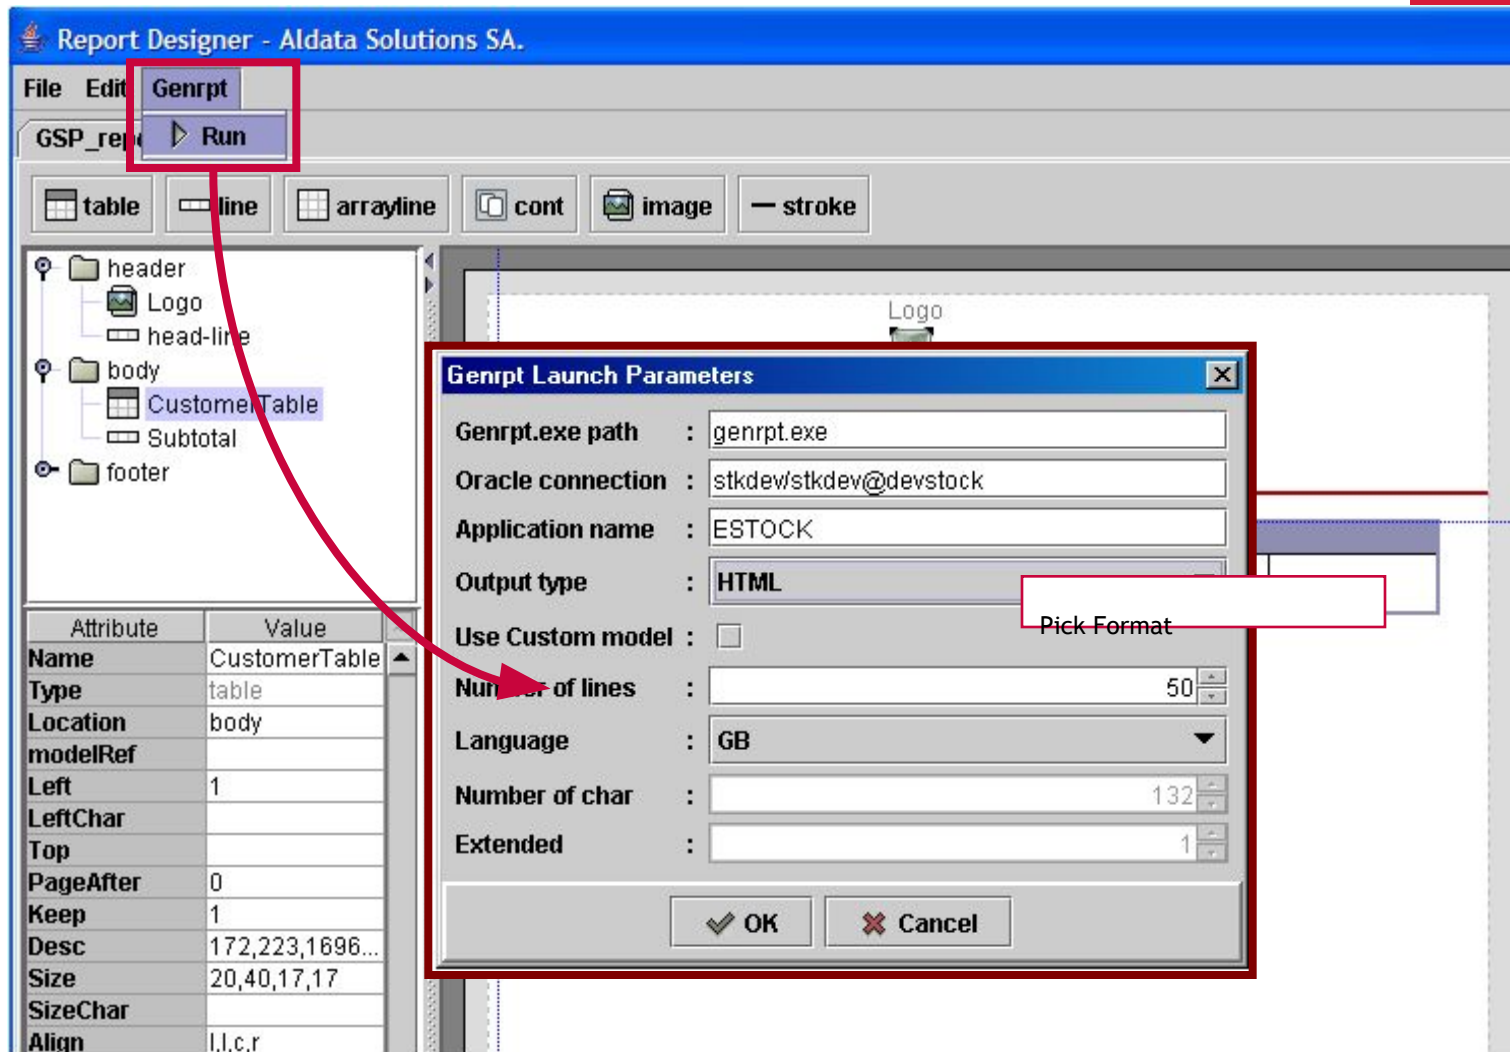 Report Designer - Aldata Solutions SA.
File Edit Genrpt
GSP_rep
Run
table line arrayline cont image stroke
header
Logo
head-line
body
CustomerTable
Subtotal
footer
Logo
Attribute Value
Name CustomerTable
Type table
Location body
modelRef
Left 1
LeftChar
Top
PageAfter 0
Keep 1
Desc 172,223,1696...
Size 20,40,17,17
SizeChar
Align l,l,c,r
Genrpt Launch Parameters
Genrpt.exe path : genrpt.exe
Oracle connection : stkdev/stkdev@devstock
Application name : ESTOCK
Output type : HTML
Pick Format
Use Custom model :
Number of lines : 50
Language : GB
Number of char : 132
Extended : 1
OK Cancel